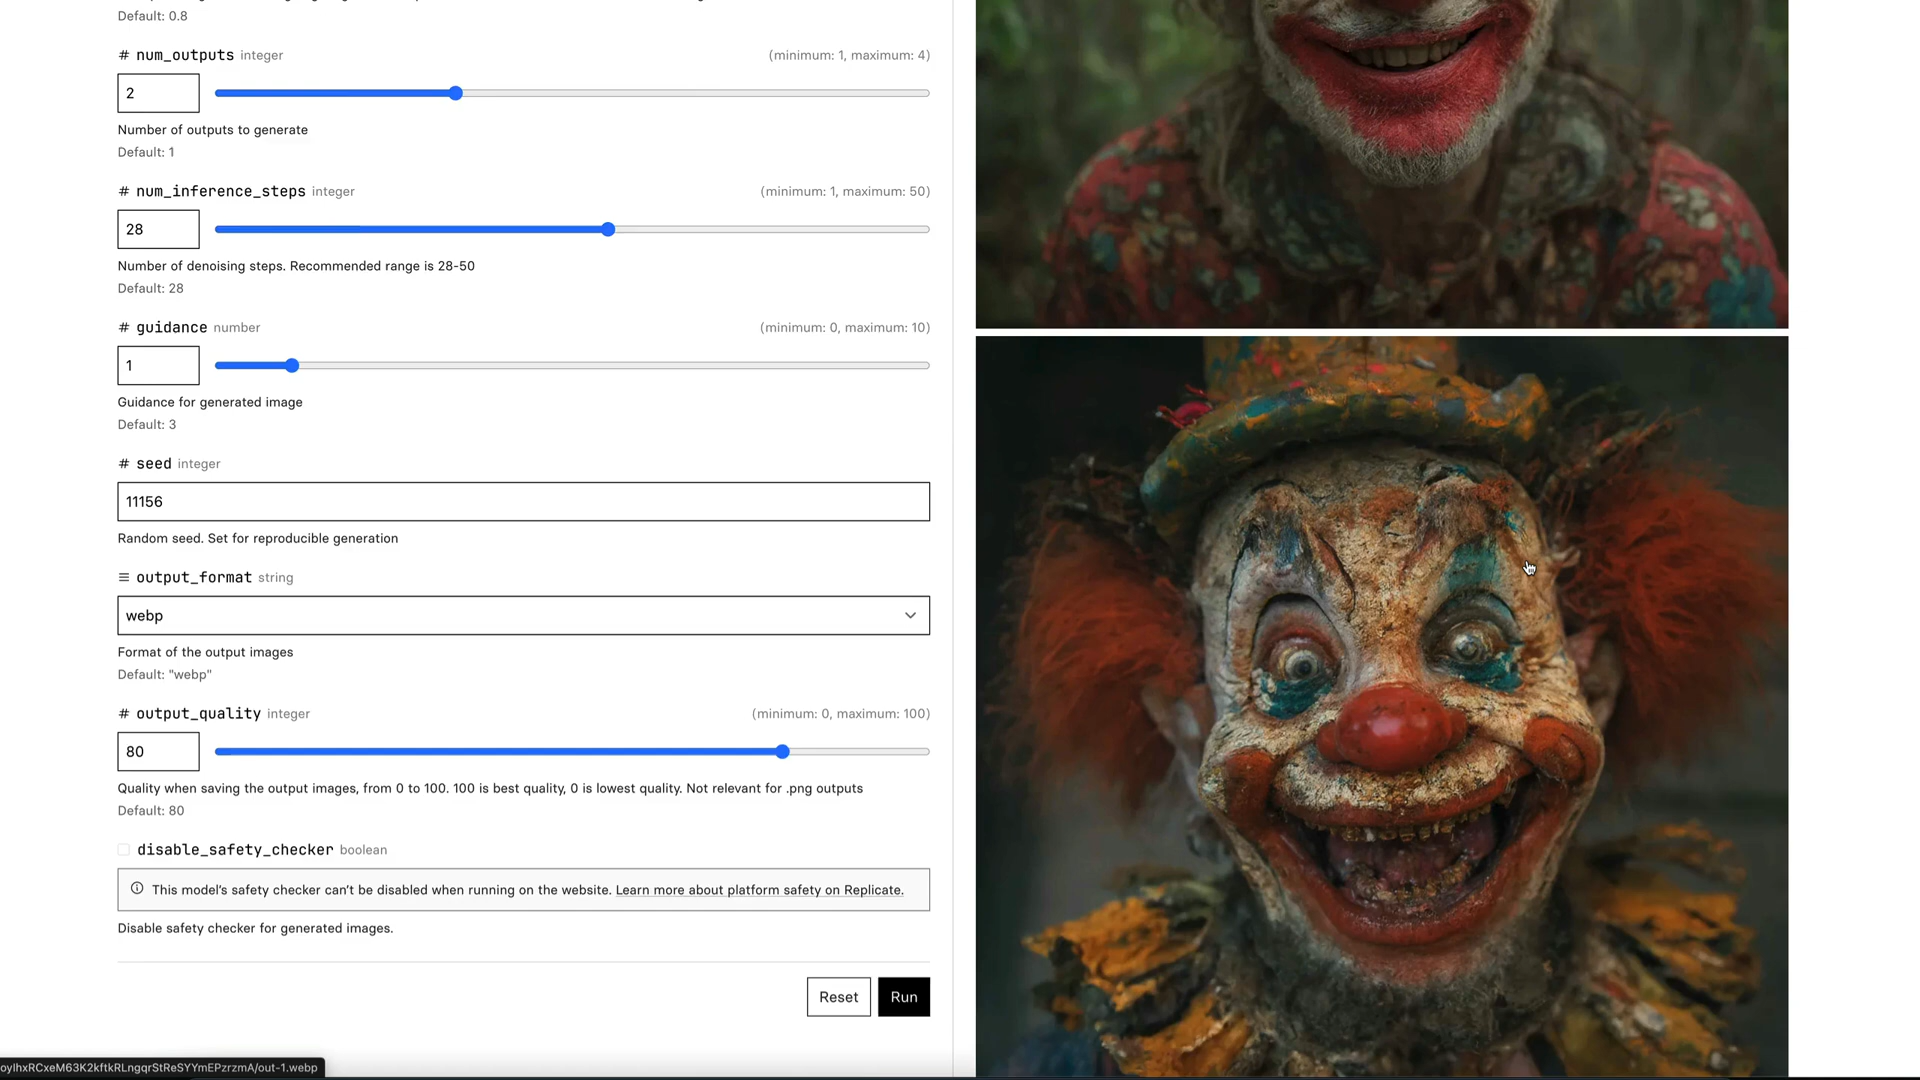 Default: 0.8
# num_outputs integer (minimum: 1, maximum: 4)
2
Number of outputs to generate
Default: 1
# num_inference_steps integer (minimum: 1, maximum: 50)
28
Number of denoising steps. Recommended range is 28-50
Default: 28
# guidance number (minimum: 0, maximum: 10)
1
Guidance for generated image
Default: 3
# seed integer
11156
Random seed. Set for reproducible generation
output_format string
webp
Format of the output images
Default: "webp"
# output_quality integer (minimum: 0, maximum: 100)
80
Quality when saving the output images, from 0 to 100. 100 is best quality, 0 is lowest quality. Not relevant for .png outputs
Default: 80
disable_safety_checker boolean
This model's safety checker can't be disabled when running on the website. Learn more about platform safety on Replicate.
Disable safety checker for generated images.
Reset Run